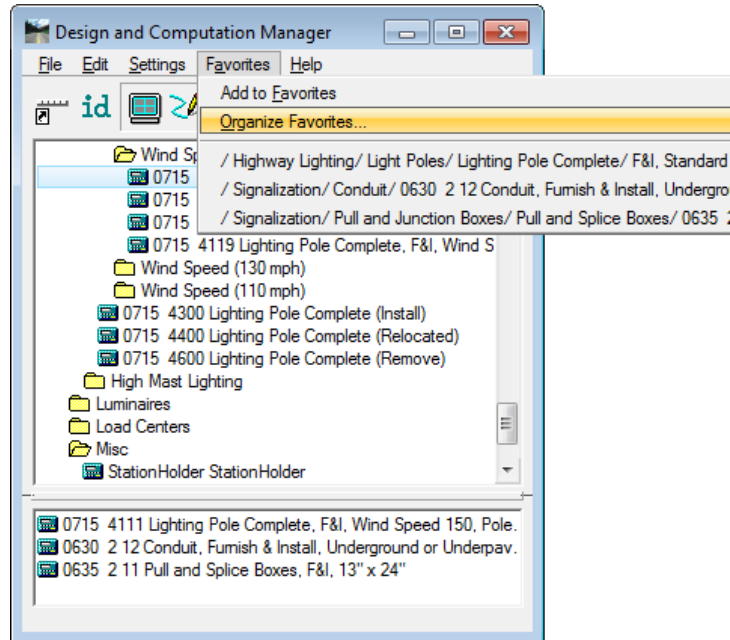 Design and Computation Manager
File Edit Settings Favorites Help
id
Add to Favorites
Organize Favorites...
/ Highway Lighting/ Light Poles/ Lighting Pole Complete/ F&I, Standard
/ Signalization/ Conduit/ 0630 2 12 Conduit, Furnish & Install, Undergro
/ Signalization/ Pull and Junction Boxes/ Pull and Splice Boxes/ 0635 2
Wind Sp
0715
0715
0715
0715 4119 Lighting Pole Complete, F&I, Wind S
Wind Speed (130 mph)
Wind Speed (110 mph)
0715 4300 Lighting Pole Complete (Install)
0715 4400 Lighting Pole Complete (Relocated)
0715 4600 Lighting Pole Complete (Remove)
High Mast Lighting
Luminaires
Load Centers
Misc
StationHolder StationHolder
0715 4111 Lighting Pole Complete, F&I, Wind Speed 150, Pole.
0630 2 12 Conduit, Furnish & Install, Underground or Underpav.
0635 2 11 Pull and Splice Boxes, F&I, 13" x 24"